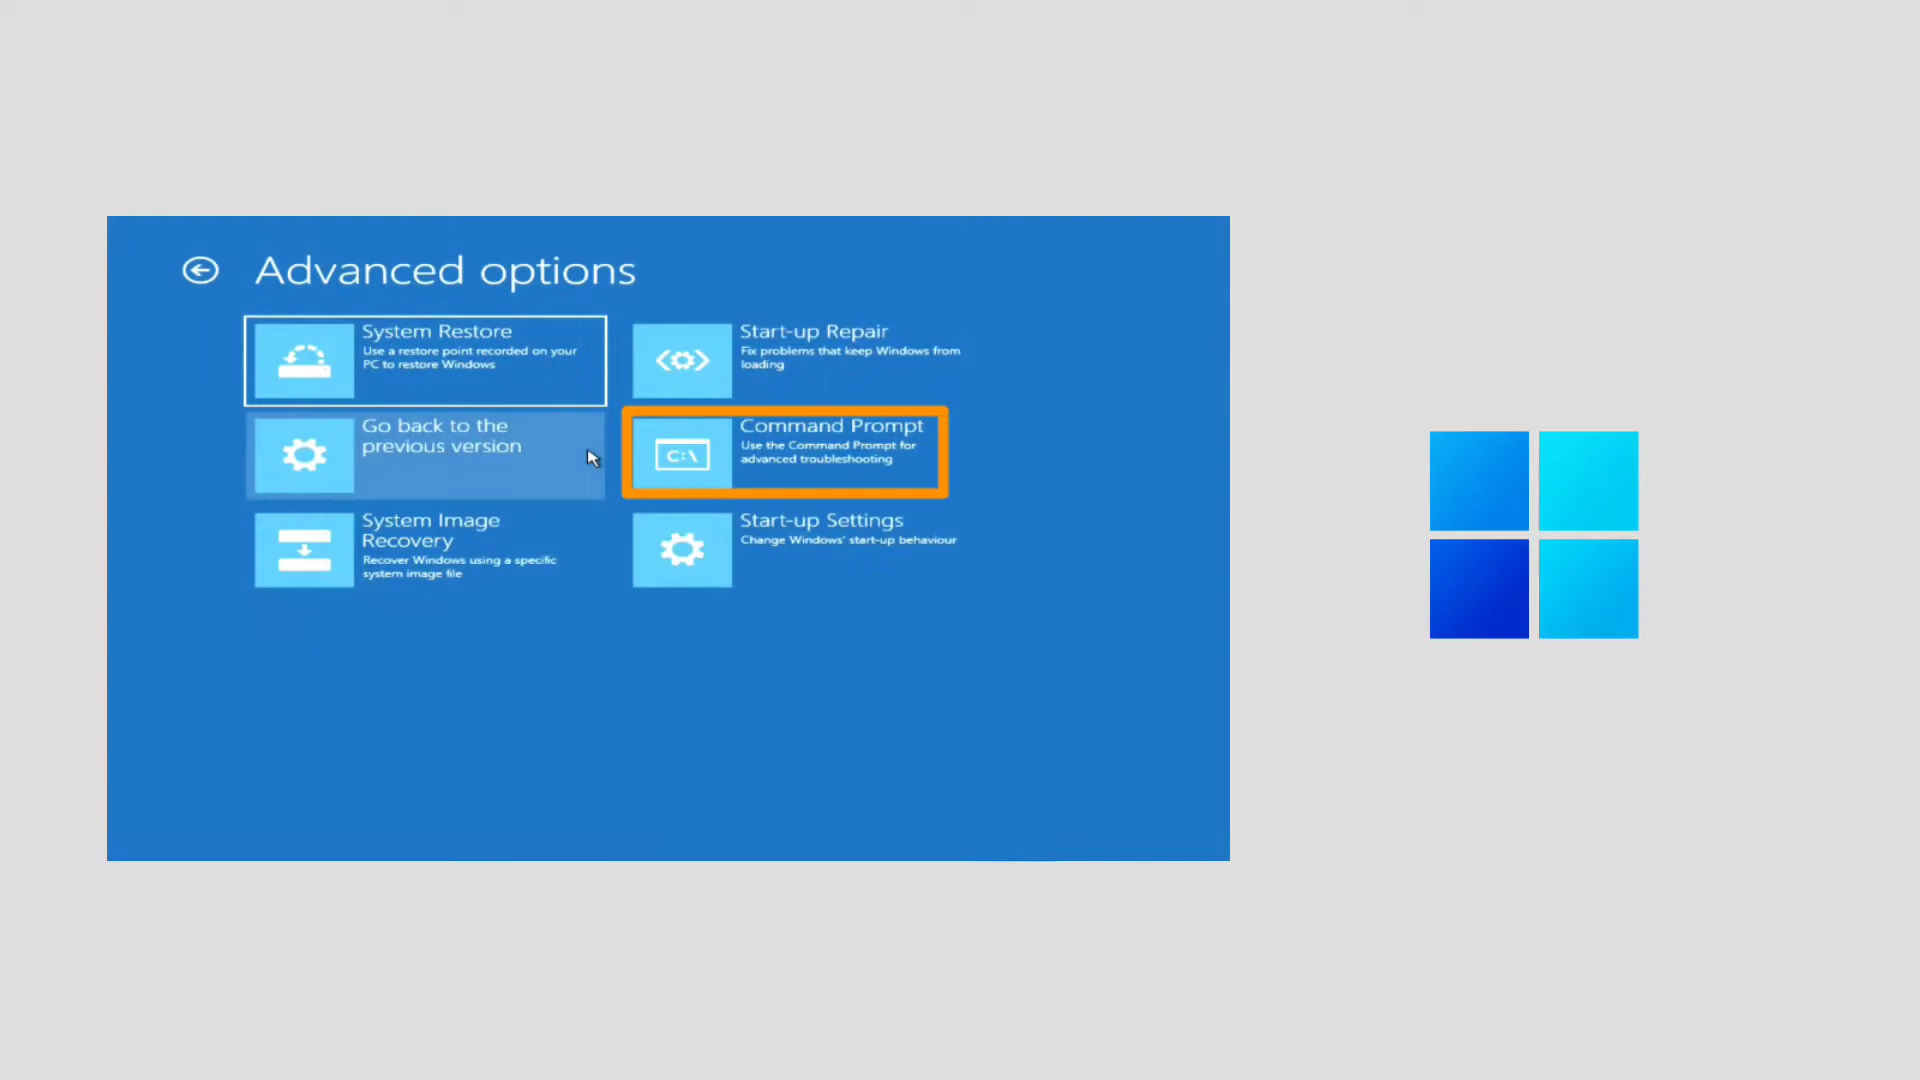 Advanced options
System Restore
Use a restore point recorded on your
PC to restore Windows
Start-up Repair
Fix problems that keep Windows from
loading
Go back to the
previous version
Command Prompt
Use the Command Prompt for
advanced troubleshooting
C:\
System Image
Recovery
Recover Windows using a specific
system image file
Start-up Settings
Change Windows' start-up behaviour